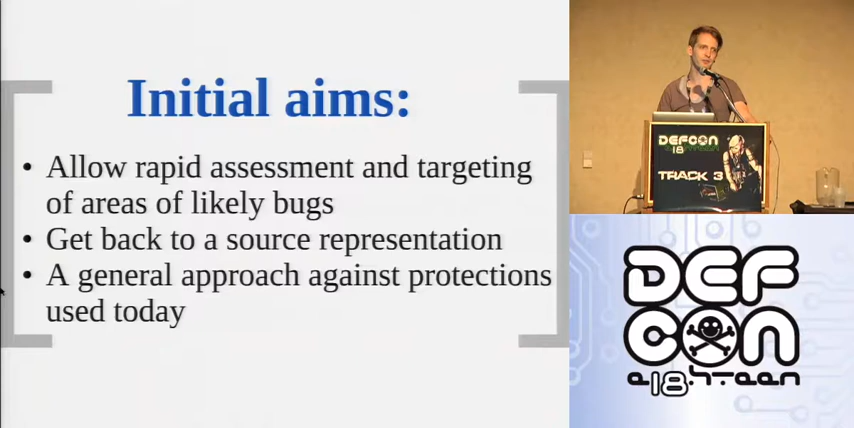 Initial aims:
• Allow rapid assessment and targeting
of areas of likely bugs
• Get back to a source representation
• A general approach against protections
used today
DEFCON
18
TRACK 3
DEF
CON
e18hteen